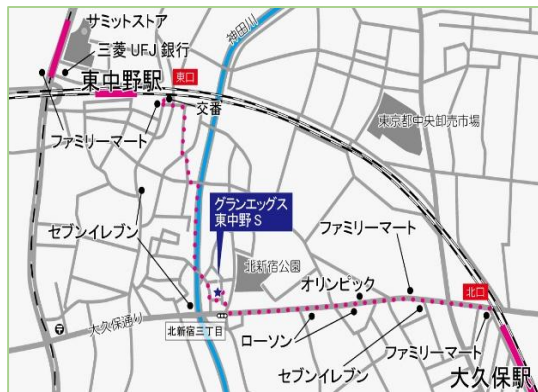 サミットストア
三菱UFJ銀行
東中野駅
東口
交番
ファミリーマート
神田川
東京都中央卸売市場
グランエッグス
東中野S
セブンイレブン
北新宿公園
ファミリーマート
オリンピック
北口
大久保通り
北新宿三丁目
ローソン
セブンイレブン
ファミリーマート
大久保駅